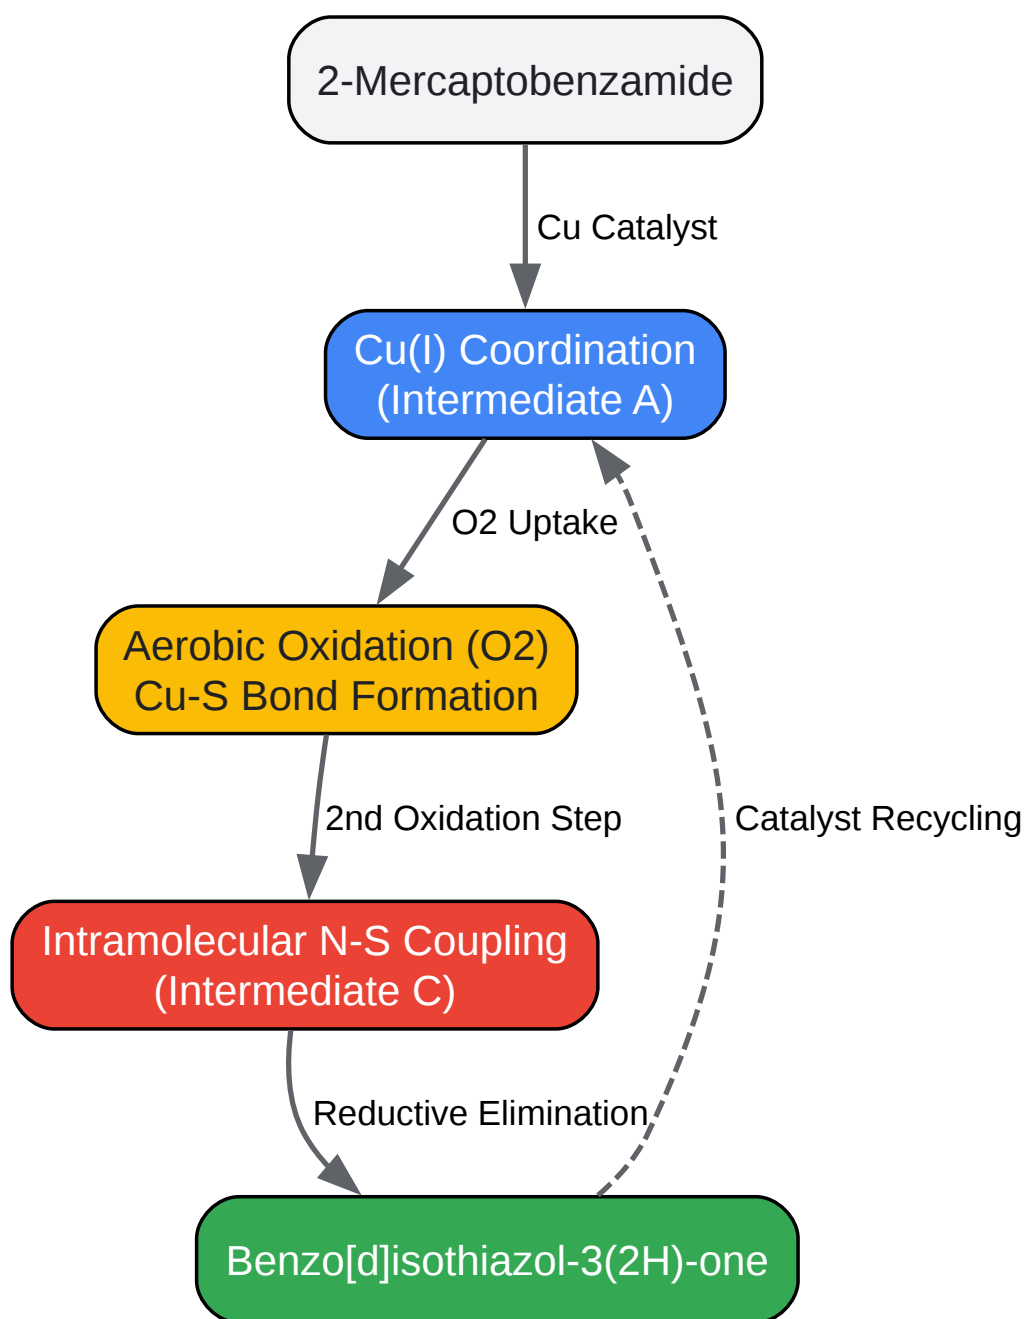 2-Mercaptobenzamide
Cu Catalyst
Cu(I) Coordination
(Intermediate A)
O2 Uptake
Aerobic Oxidation (O2)
Cu-S Bond Formation
2nd Oxidation Step
Catalyst Recycling
Intramolecular N-S Coupling
(Intermediate C)
Reductive Elimination
Benzo[d]isothiazol-3(2H)-one